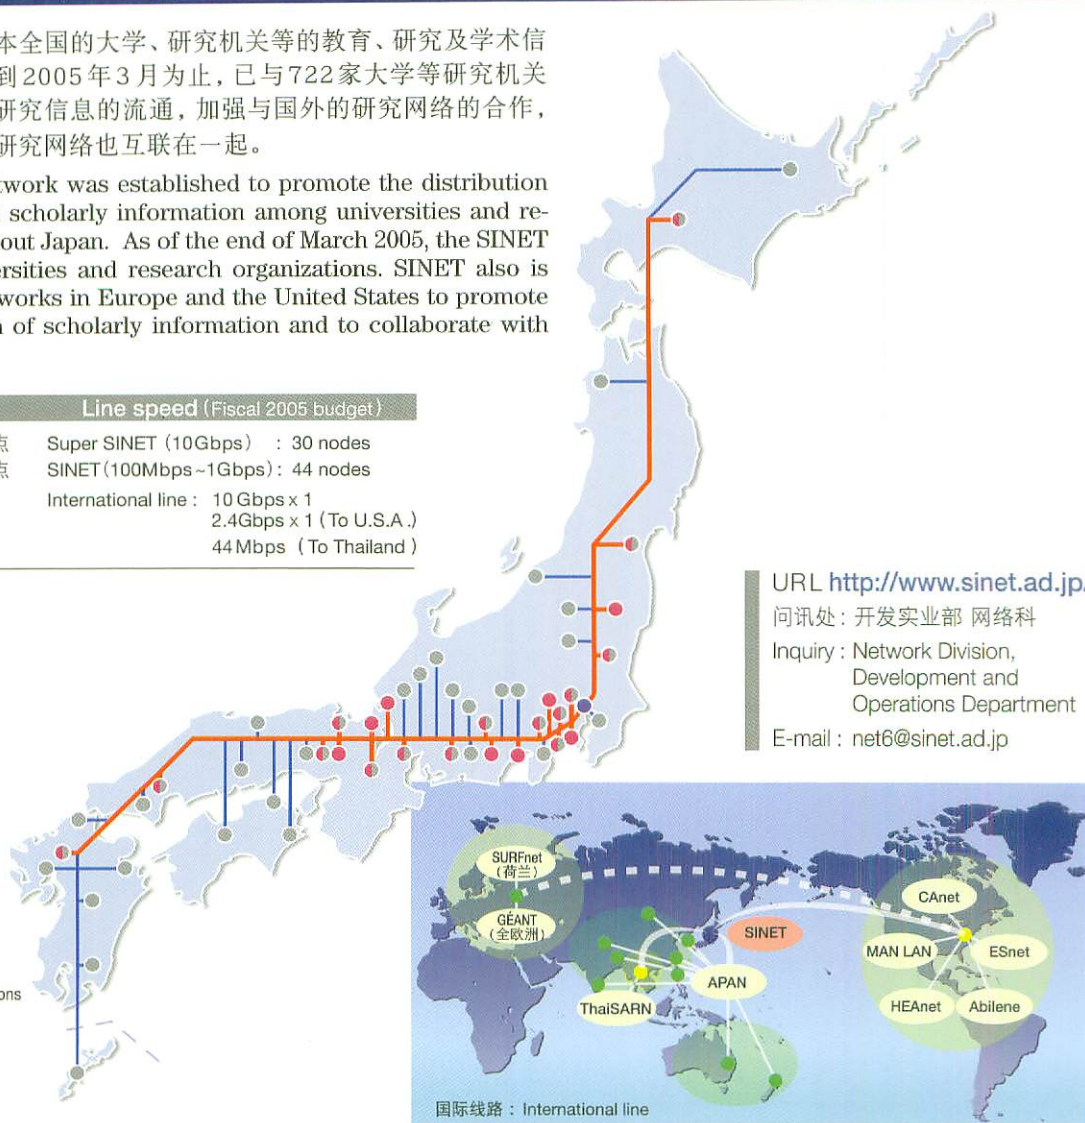 本全国的大学、研究机关等的教育、研究及学术信
到2005年3月为止, 已与722家大学等研究机关
研究信息的流通, 加强与国外的研究网络的合作,
研究网络也互联在一起。
twork was established to promote the distribution
scholarly information among universities and re-
out Japan. As of the end of March 2005, the SINET
ersities and research organizations. SINET also is
works in Europe and the United States to promote
n of scholarly information and to collaborate with
Line speed (Fiscal 2005 budget)
点 Super SINET (10Gbps) : 30 nodes
点 SINET (100Mbps~1Gbps) : 44 nodes
International line : 10 Gbps x 1
2.4Gbps x 1 (To U.S.A.)
44Mbps (To Thailand)
URL http://www.sinet.ad.jp/
问讯处: 开发实业部 网络科
Inquiry : Network Division,
Development and
Operations Department
E-mail : net6@sinet.ad.jp
ons
SURFnet
(荷兰)
GÉANT
(全欧洲)
SINET
APAN
ThaiSARN
CAnet
MAN LAN
ESnet
HEAnet
Abilene
国际线路 : International line